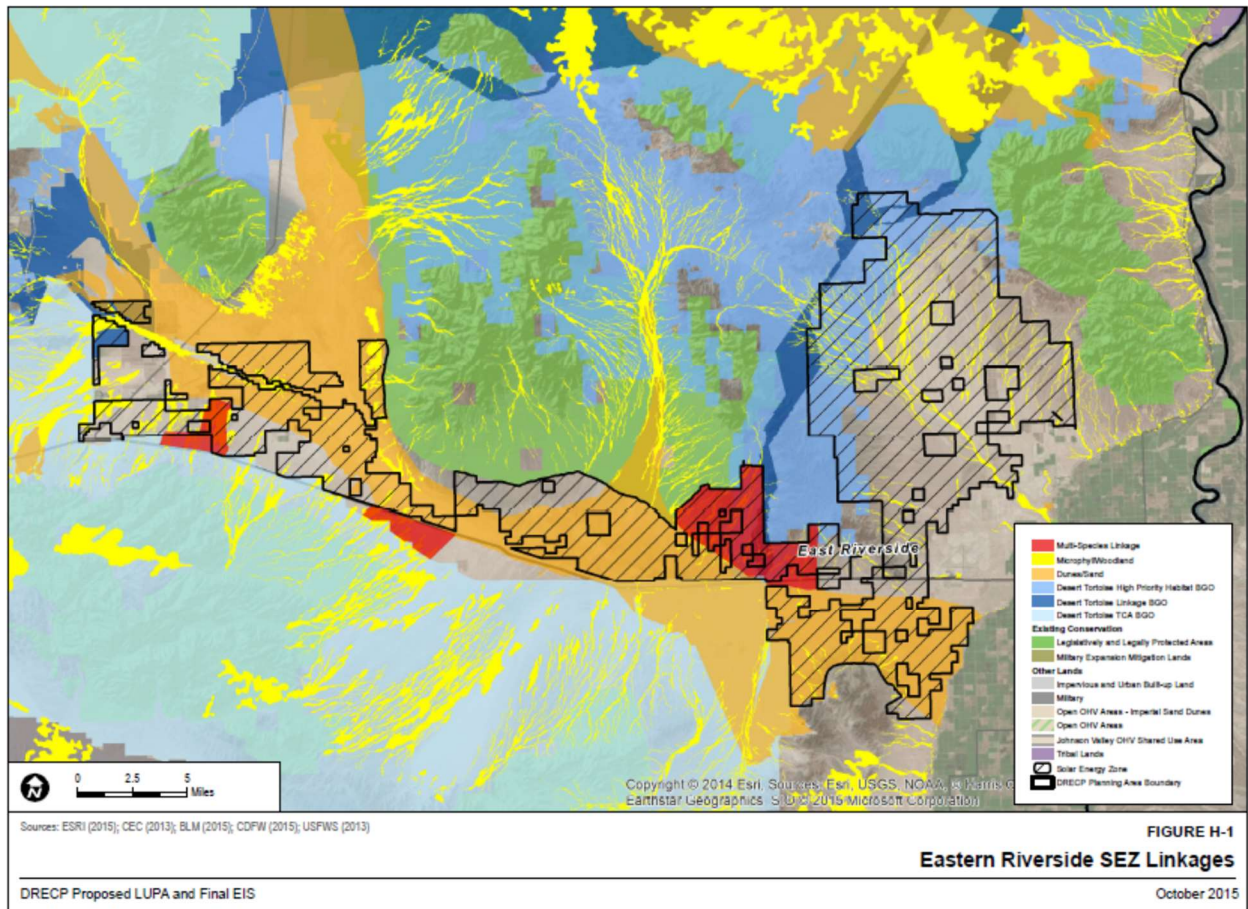 East Riverside
Multi-Species Linkage
MicrophyllWoodland
Dunes/Sand
Desert Tortoise High Priority Habitat BGO
Desert Tortoise Linkage BGO
Desert Tortoise TCA BGO
Existing Conservation
Legislatively and Legally Protected Areas
Military Expansion Mitigation Lands
Other Lands
Impervious and Urban Built-up Land
Military
Open OHV Areas - Imperial Sand Dunes
Open OHV Areas
Johnson Valley OHV Shared Use Area
Tribal Lands
Solar Energy Zone
DRECP Planning Area Boundary
N
0 2.5 5
Miles
Copyright © 2014 Esri, Sources: Esri, USGS, NOAA, ©
Earthstar Geographics © 2015 Microsoft Corporation
Sources: ESRI (2015); CEC (2013); BLM (2015); CDFW (2015); USFWS (2013)
FIGURE H-1
Eastern Riverside SEZ Linkages
DRECP Proposed LUPA and Final EIS
October 2015